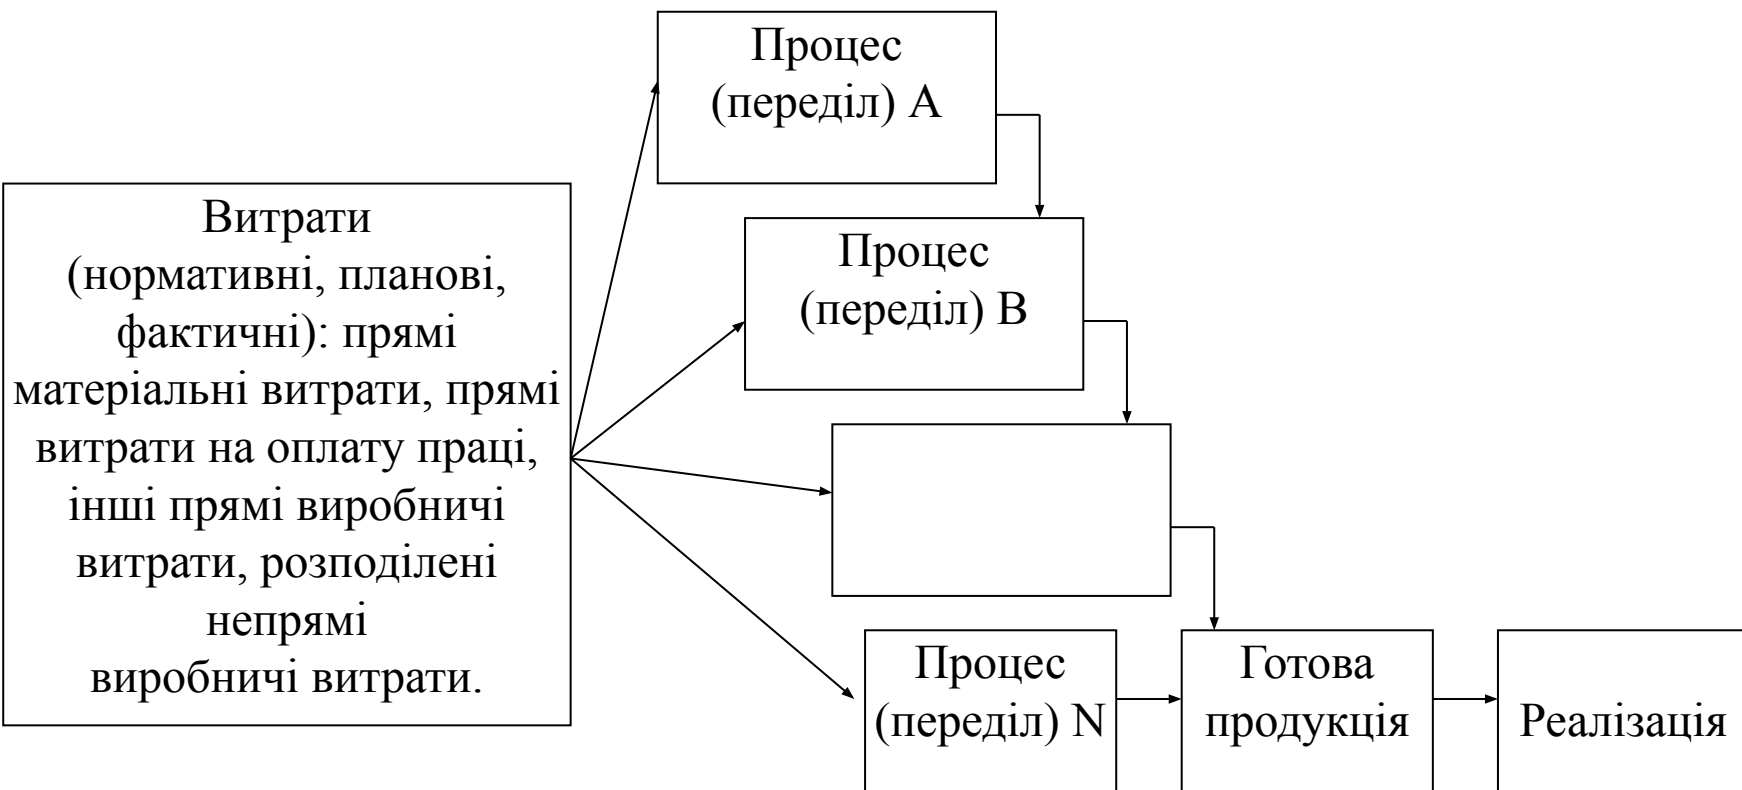 Процес
(переділ) А
Витрати
(нормативні, планові,
фактичні): прямі
матеріальні витрати, прямі
витрати на оплату праці,
інші прямі виробничі
витрати, розподілені
непрямі
виробничі витрати.
Процес
(переділ) В
Процес
(переділ) N
Готова
продукція
Реалізація